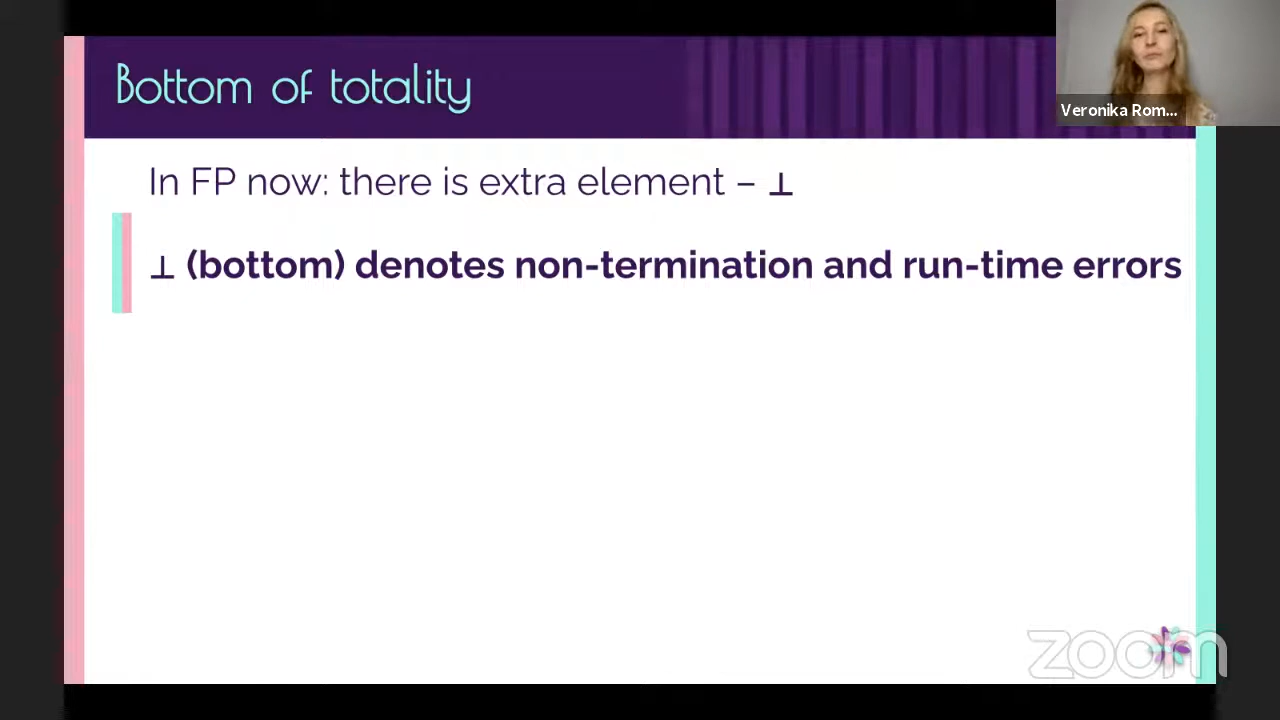 Bottom of totality
Veronika Rom...
In FP now: there is extra element – ⊥
⊥ (bottom) denotes non-termination and run-time errors
zoom